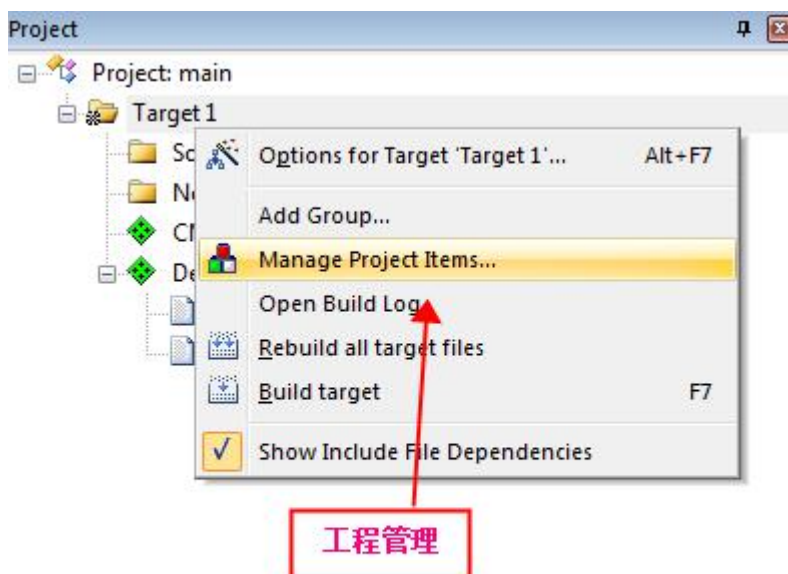 Project
Project: main
Target 1
Options for Target 'Target 1'... Alt+F7
Add Group...
Manage Project Items...
Open Build Log
Rebuild all target files
Build target F7
Show Include File Dependencies
工程管理